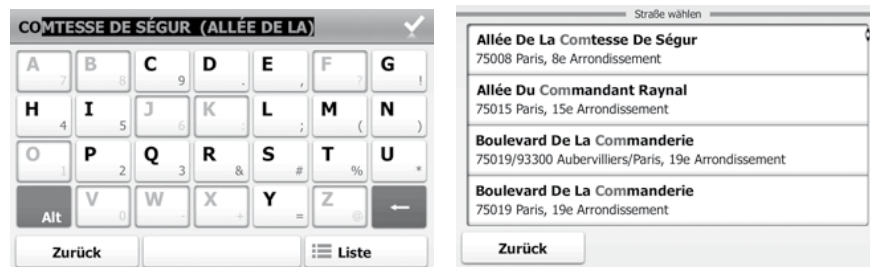 COMTESSE DE SÉGUR (ALLÉE DE LA)
A 7 B 8 C 9 D . E , F ? G !
H 4 I 5 J 6 K : L ; M ( N )
O 1 P 2 Q 3 R & S # T % U *
Alt V 0 W - X + Y = Z @
Zurück Liste
Straße wählen
Allée De La Comtesse De Ségur
75008 Paris, 8e Arrondissement
Allée Du Commandant Raynal
75015 Paris, 15e Arrondissement
Boulevard De La Commanderie
75019/93300 Aubervilliers/Paris, 19e Arrondissement
Boulevard De La Commanderie
75019 Paris, 19e Arrondissement
Zurück